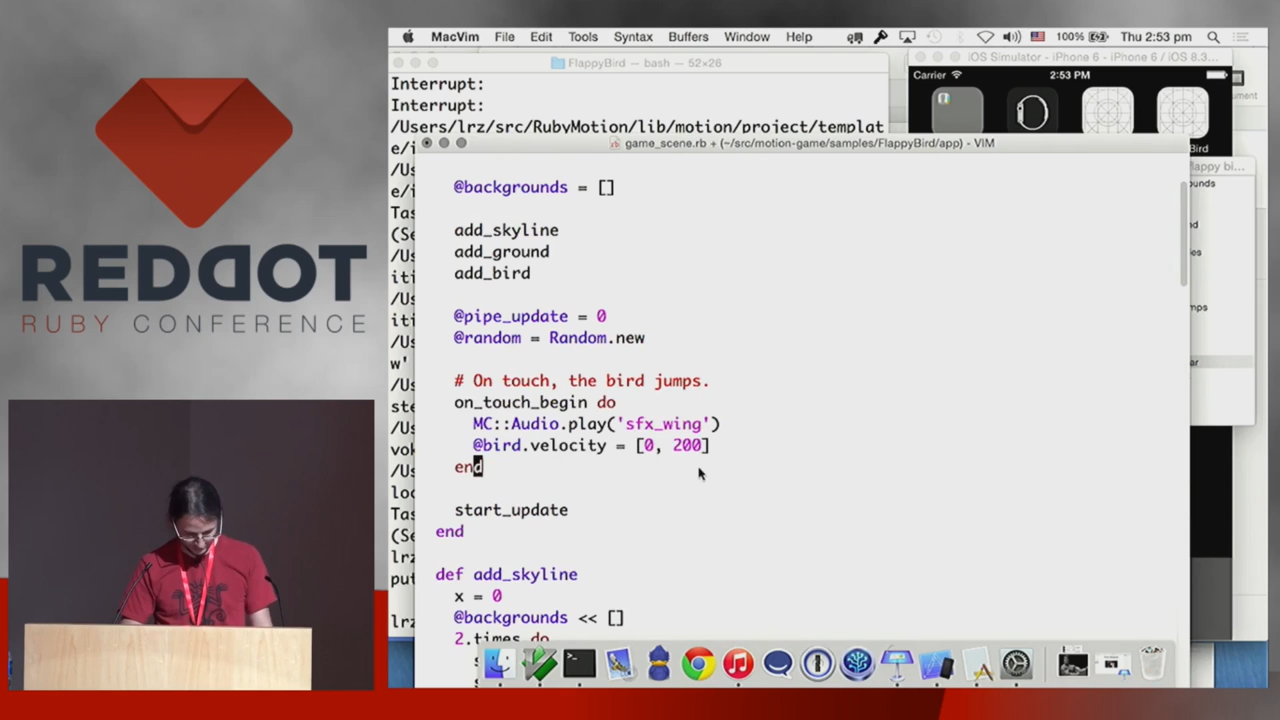 REDDOT
RUBY CONFERENCE
MacVim File Edit Tools Syntax Buffers Window Help 100% Thu 2:53 pm
FlappyBird — bash — 52×26
iOS Simulator - iPhone 6 - iPhone 6 / iOS 8.3...
Carrier 2:53 PM
Interrupt:
Interrupt:
/Users/lrz/src/RubyMotion/lib/motion/project/templat
game_scene.rb + (~/src/motion-game/samples/FlappyBird/app) - VIM
@backgrounds = []
add_skyline
add_ground
add_bird
@pipe_update = 0
@random = Random.new
# On touch, the bird jumps.
on_touch_begin do
MC::Audio.play('sfx_wing')
@bird.velocity = [0, 200]
end
start_update
end
def add_skyline
x = 0
@backgrounds << []
2.times do